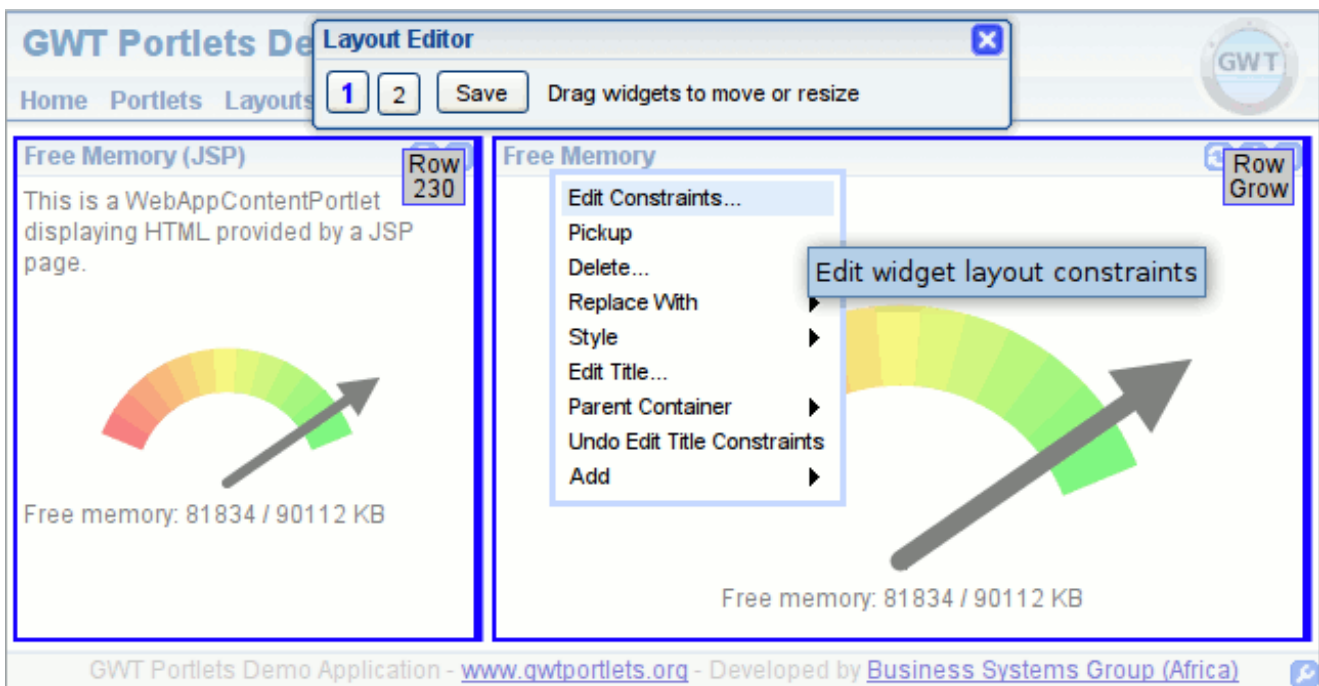 GWT Portlets De
Layout Editor
GWT
Home Portlets Layouts
1 2 Save Drag widgets to move or resize
Free Memory (JSP)
Row
230
This is a WebAppContentPortlet
displaying HTML provided by a JSP
page.
Free memory: 81834 / 90112 KB
Free Memory
Row
Grow
Edit Constraints...
Pickup
Delete...
Edit widget layout constraints
Replace With
Style
Edit Title...
Parent Container
Undo Edit Title Constraints
Add
Free memory: 81834 / 90112 KB
GWT Portlets Demo Application - www.gwtportlets.org - Developed by Business Systems Group (Africa)